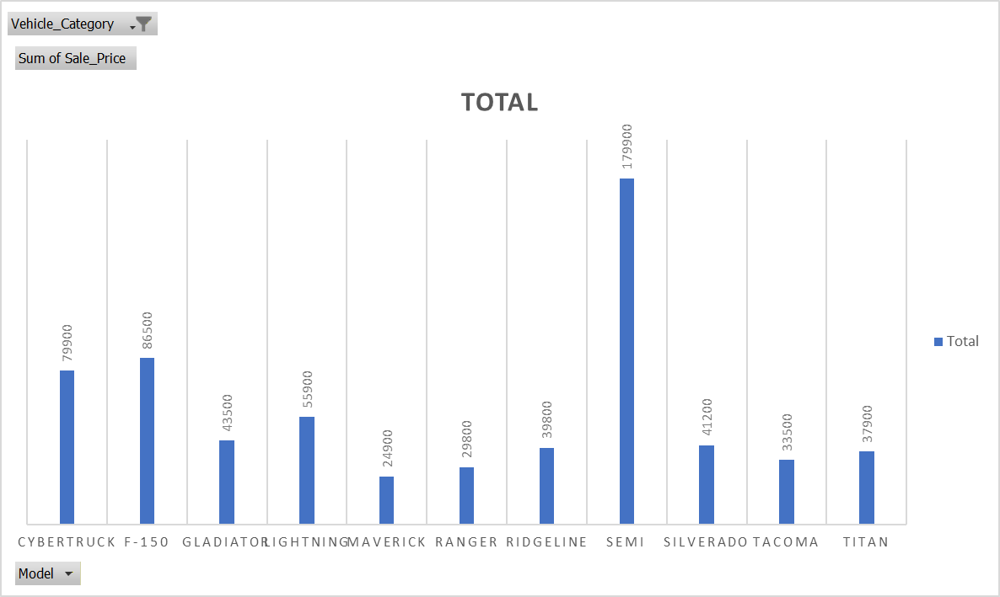 Vehicle_Category
Sum of Sale_Price
TOTAL
79900
86500
43500
55900
24900
29800
39800
179900
41200
33500
37900
Total
CYBERTRUCK F-150 GLADIATOR LIGHTNING MAVERICK RANGER RIDGELINE SEMI SILVERADO TACOMA TITAN
Model